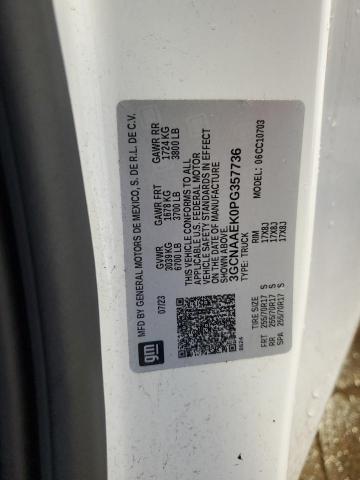 MFD BY GENERAL MOTORS DE MEXICO, S. DE R.L. DE C.V.
07/23 GVWR GAWR FRT GAWR RR
3039 KG 1678 KG 1724 KG
6700 LB 3700 LB 3800 LB
gm
THIS VEHICLE CONFORMS TO ALL
APPLICABLE U.S. FEDERAL MOTOR
VEHICLE SAFETY STANDARDS IN EFFECT
ON THE DATE OF MANUFACTURE
SHOWN ABOVE.
3GCNAAEK0PG357736
TYPE: TRUCK MODEL: 06CC10703
TIRE SIZE RIM
FRT 255/70R17 S 17X8J
RR 255/70R17 S 17X8J
SPA 255/70R17 S 17X8J